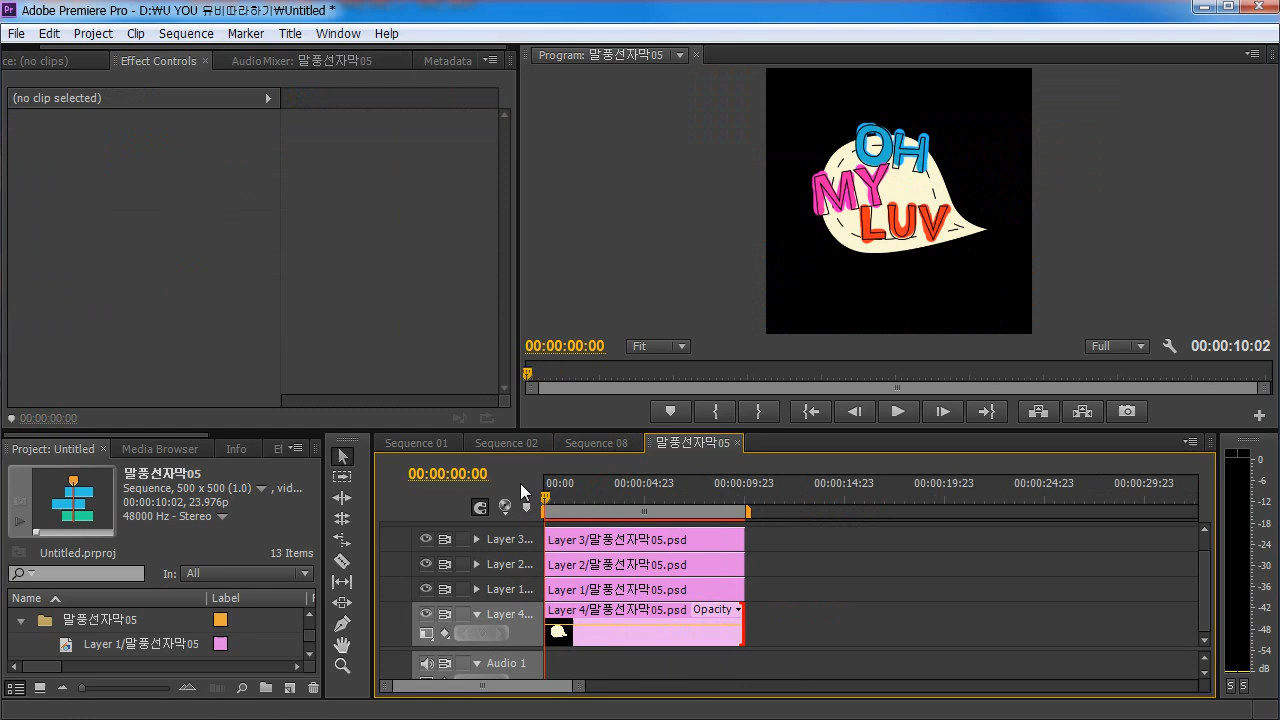 Adobe Premiere Pro - D:\U YOU 뮤비따라하기\Untitled *
File Edit Project Clip Sequence Marker Title Window Help
ce: (no clips) Effect Controls Audio Mixer: 말풍선자막05 Metadata
(no clip selected)
00:00:00:00
Program: 말풍선자막05
OH
MY
LUV
00:00:00:00 Fit Full 00:00:10:02
Project: Untitled Media Browser Info
말풍선자막05
Sequence, 500 x 500 (1.0) , vid...
00:00:10:02, 23.976p
48000 Hz - Stereo
Untitled.prproj 13 Items
In: All
Name Label
말풍선자막05
Layer 1/말풍선자막05
Sequence 01 Sequence 02 Sequence 08 말풍선자막05
00:00:00:00
00:00 00:00:04:23 00:00:09:23 00:00:14:23 00:00:19:23 00:00:24:23 00:00:29:23
Layer 3... Layer 3/말풍선자막05.psd
Layer 2... Layer 2/말풍선자막05.psd
Layer 1... Layer 1/말풍선자막05.psd
Layer 4... Layer 4/말풍선자막05.psd Opacity
Audio 1
0
-6
-12
-18
-24
-30
-36
-42
-48
-54
dB
S S